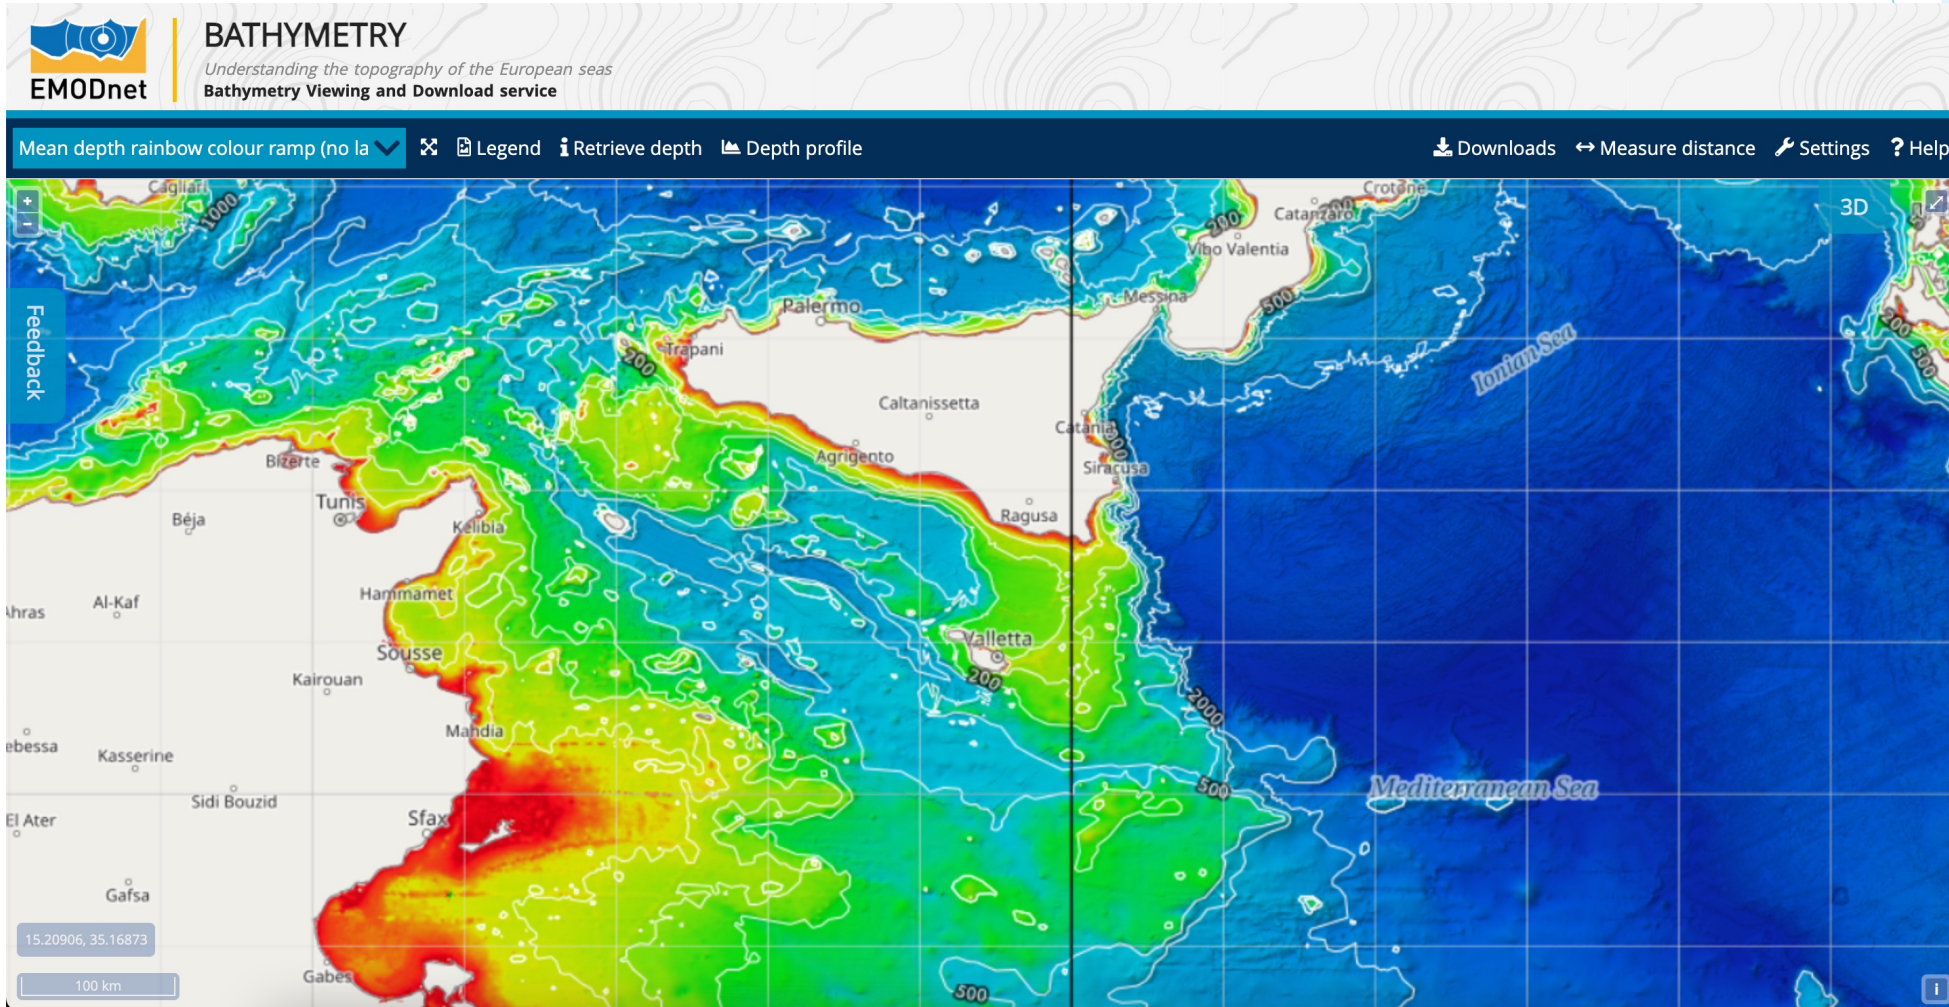 EMODnet
BATHYMETRY
Understanding the topography of the European seas
Bathymetry Viewing and Download service
Mean depth rainbow colour ramp (no la
Legend
Retrieve depth
Depth profile
Downloads
Measure distance
Settings
Help
+
−
3D
Feedback
Cagliari
1000
Crotone
200
Catanzaro
200
Vibo Valentia
Messina
500
Palermo
Ionian Sea
200
500
200
Trapani
Caltanissetta
Catania
Agrigento
Siracusa
Bizerte
Tunis
Ragusa
Béja
Kelibia
Hammamet
Al-Kaf
Ahras
Valletta
Sousse
200
Kairouan
2000
Mahdia
ebessa
Kasserine
Mediterranean Sea
500
Sidi Bouzid
Sfax
El Ater
Gafsa
15.20906, 35.16873
Gabes
100 km
500
i